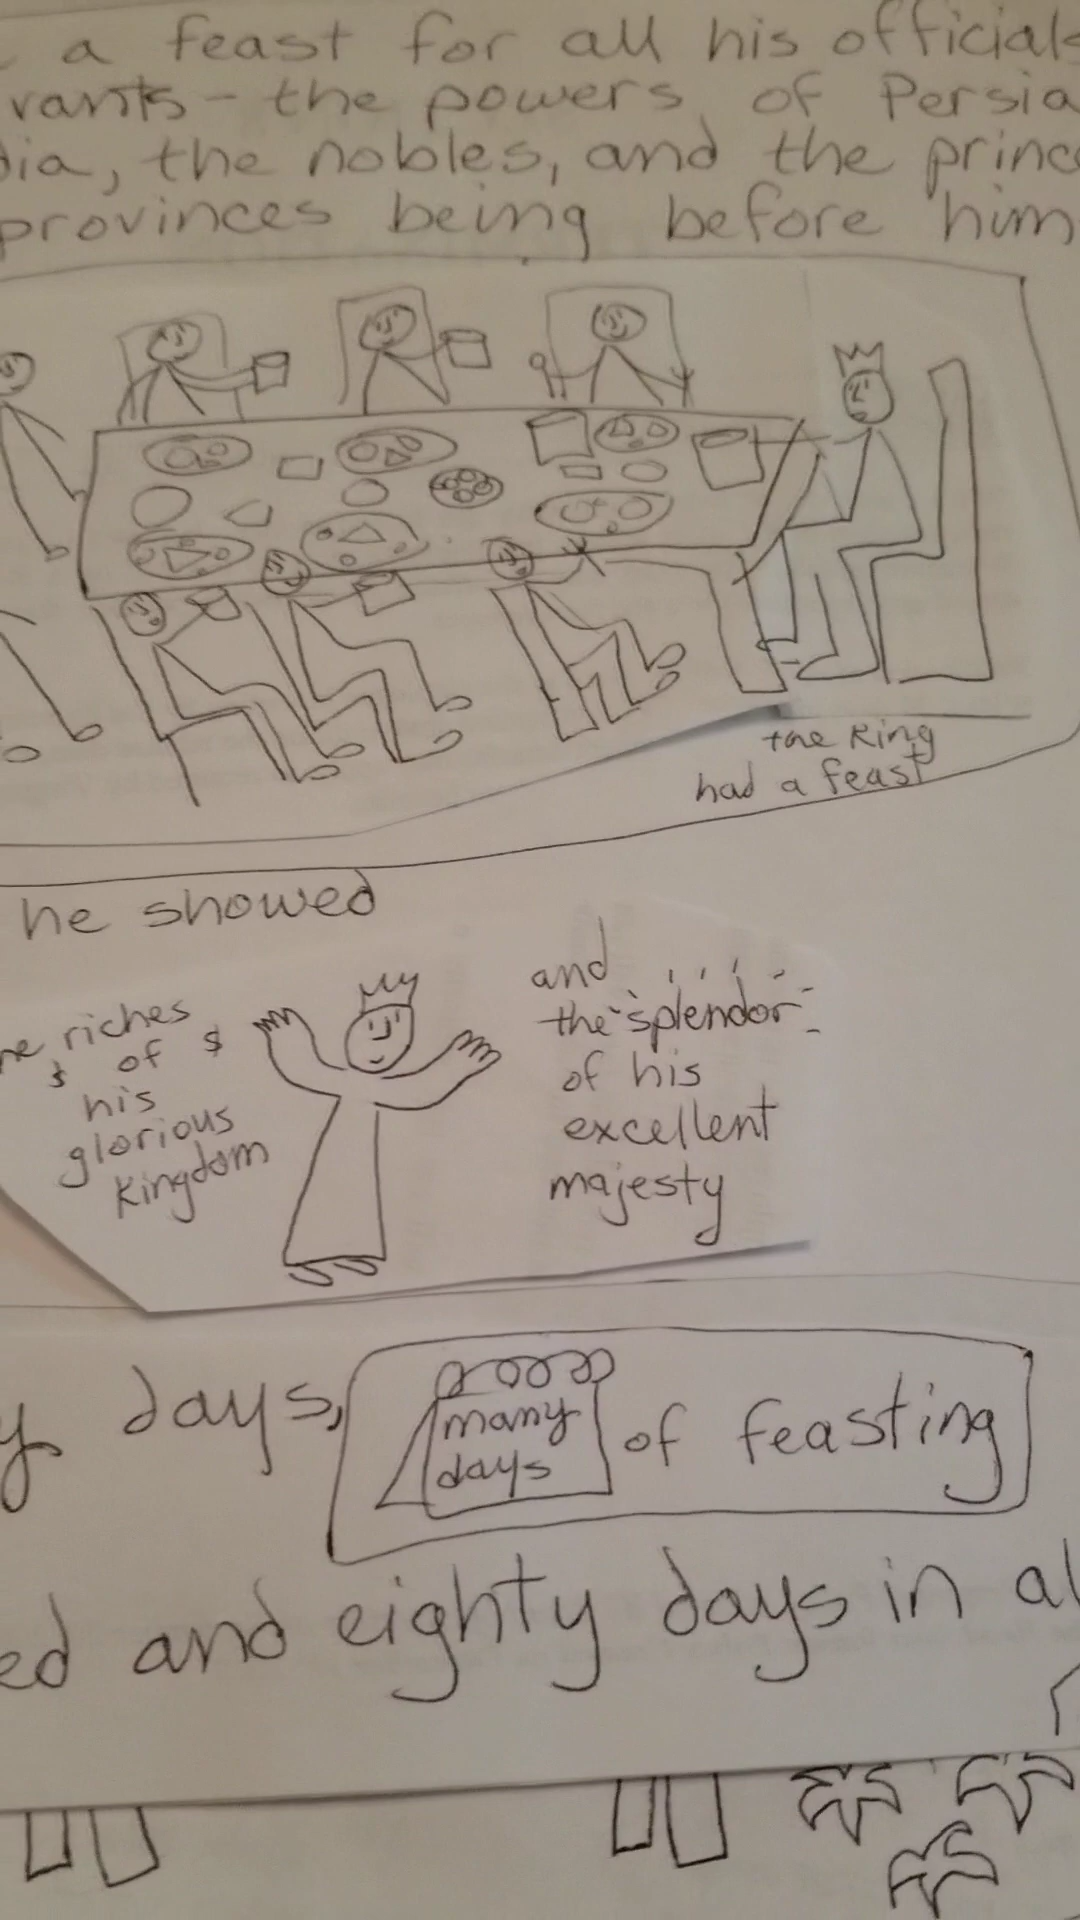 a feast for all his officials
vants - the powers of Persia
dia, the nobles, and the princ
provinces being before him
the King
had a feast
he showed
he riches
$ of $
his
glorious
Kingdom
and
the splendor
of his
excellent
majesty
y days,
many
days
of feasting
ed and eighty days in al